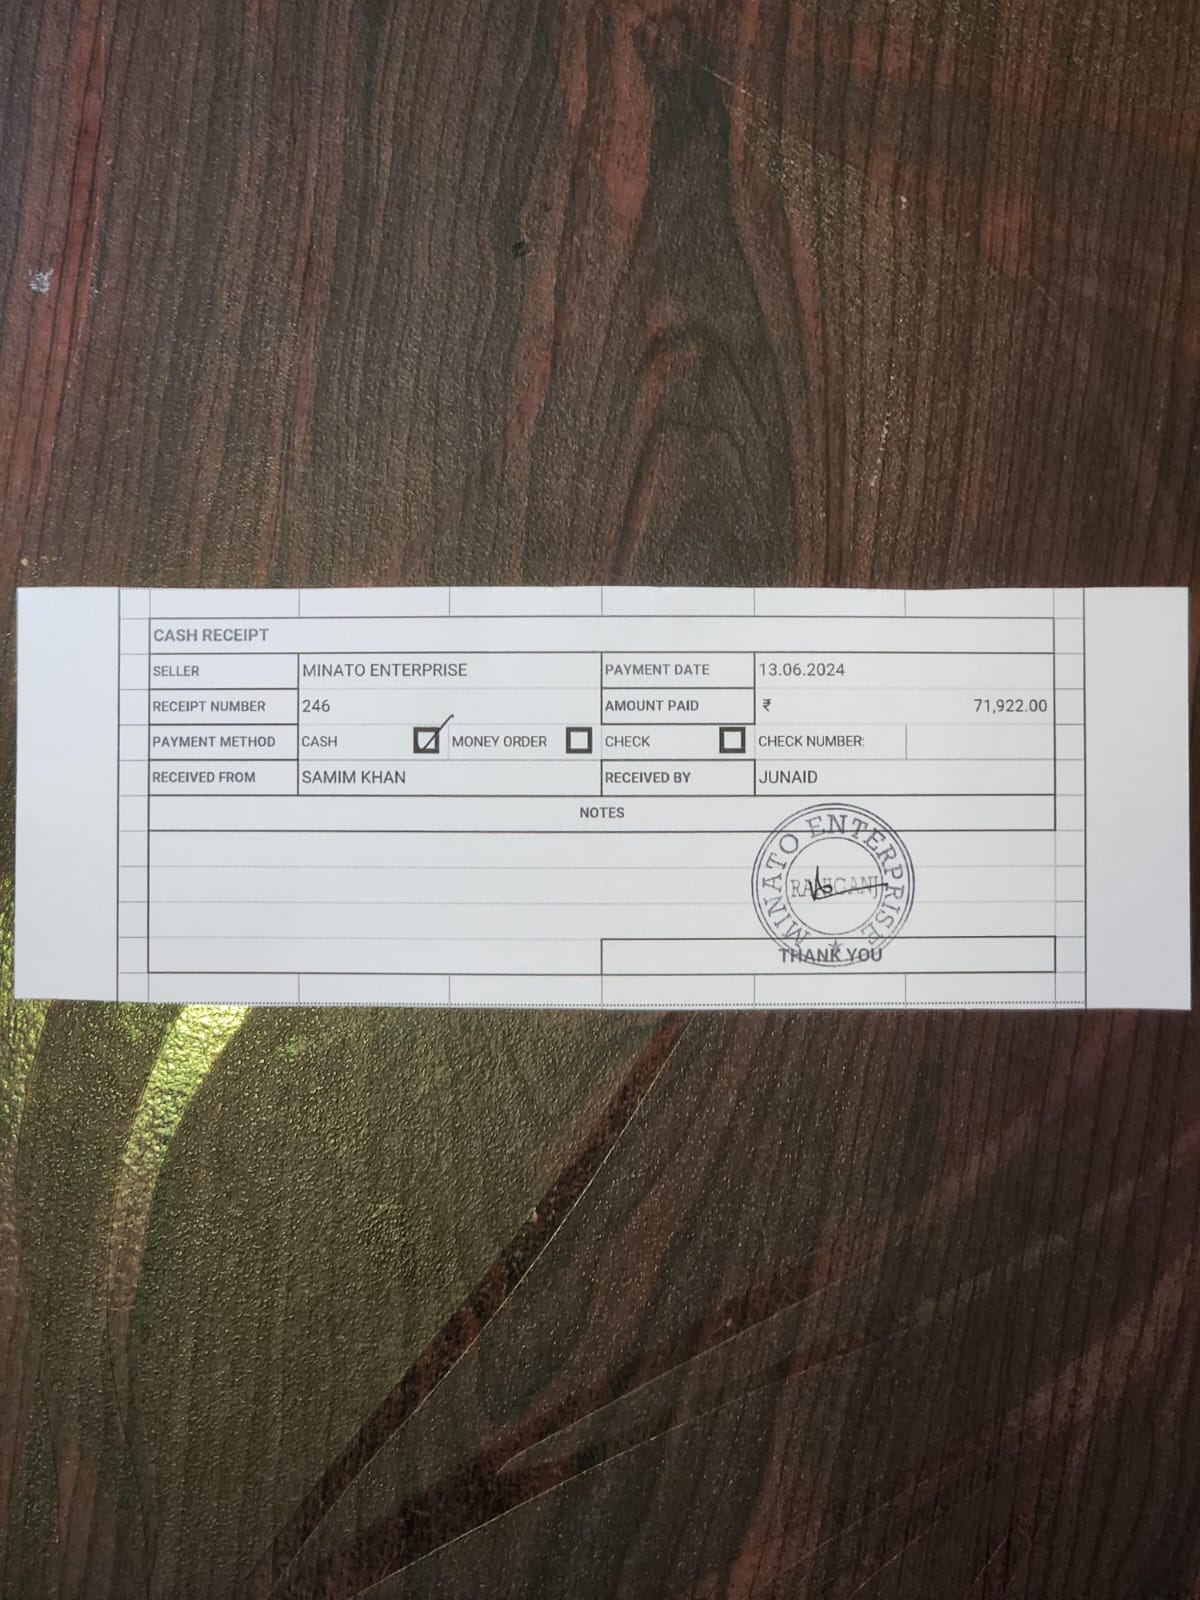 CASH RECEIPT
SELLER MINATO ENTERPRISE PAYMENT DATE 13.06.2024
RECEIPT NUMBER 246 AMOUNT PAID ₹ 71,922.00
PAYMENT METHOD CASH MONEY ORDER CHECK CHECK NUMBER:
RECEIVED FROM SAMIM KHAN RECEIVED BY JUNAID
NOTES
MINATO ENTERPRISE
RANIGANJ
THANK YOU